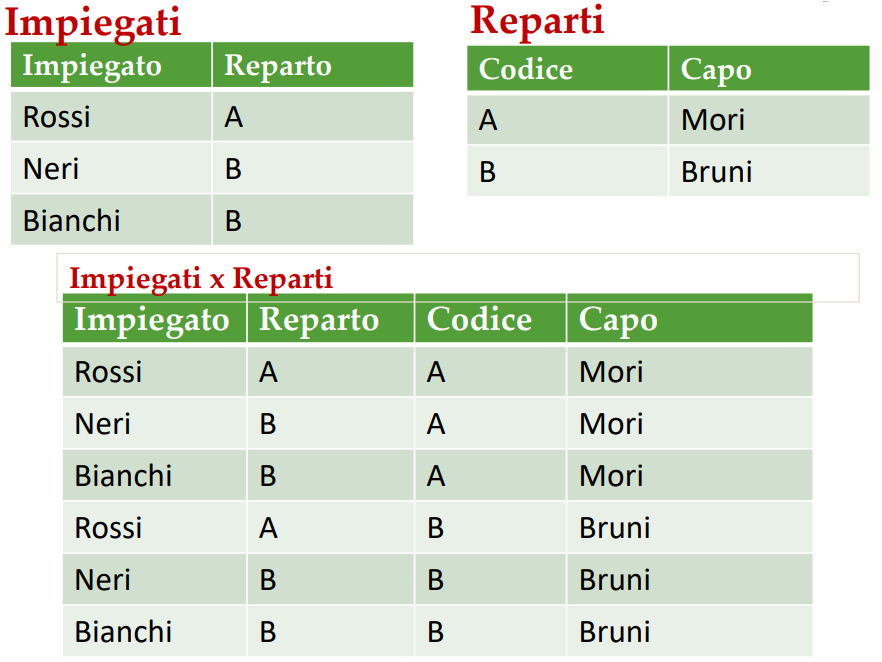 Impiegati
Impiegato Reparto
Rossi A
Neri B
Bianchi B
Reparti
Codice Capo
A Mori
B Bruni
Impiegati x Reparti
Impiegato Reparto Codice Capo
Rossi A A Mori
Neri B A Mori
Bianchi B A Mori
Rossi A B Bruni
Neri B B Bruni
Bianchi B B Bruni